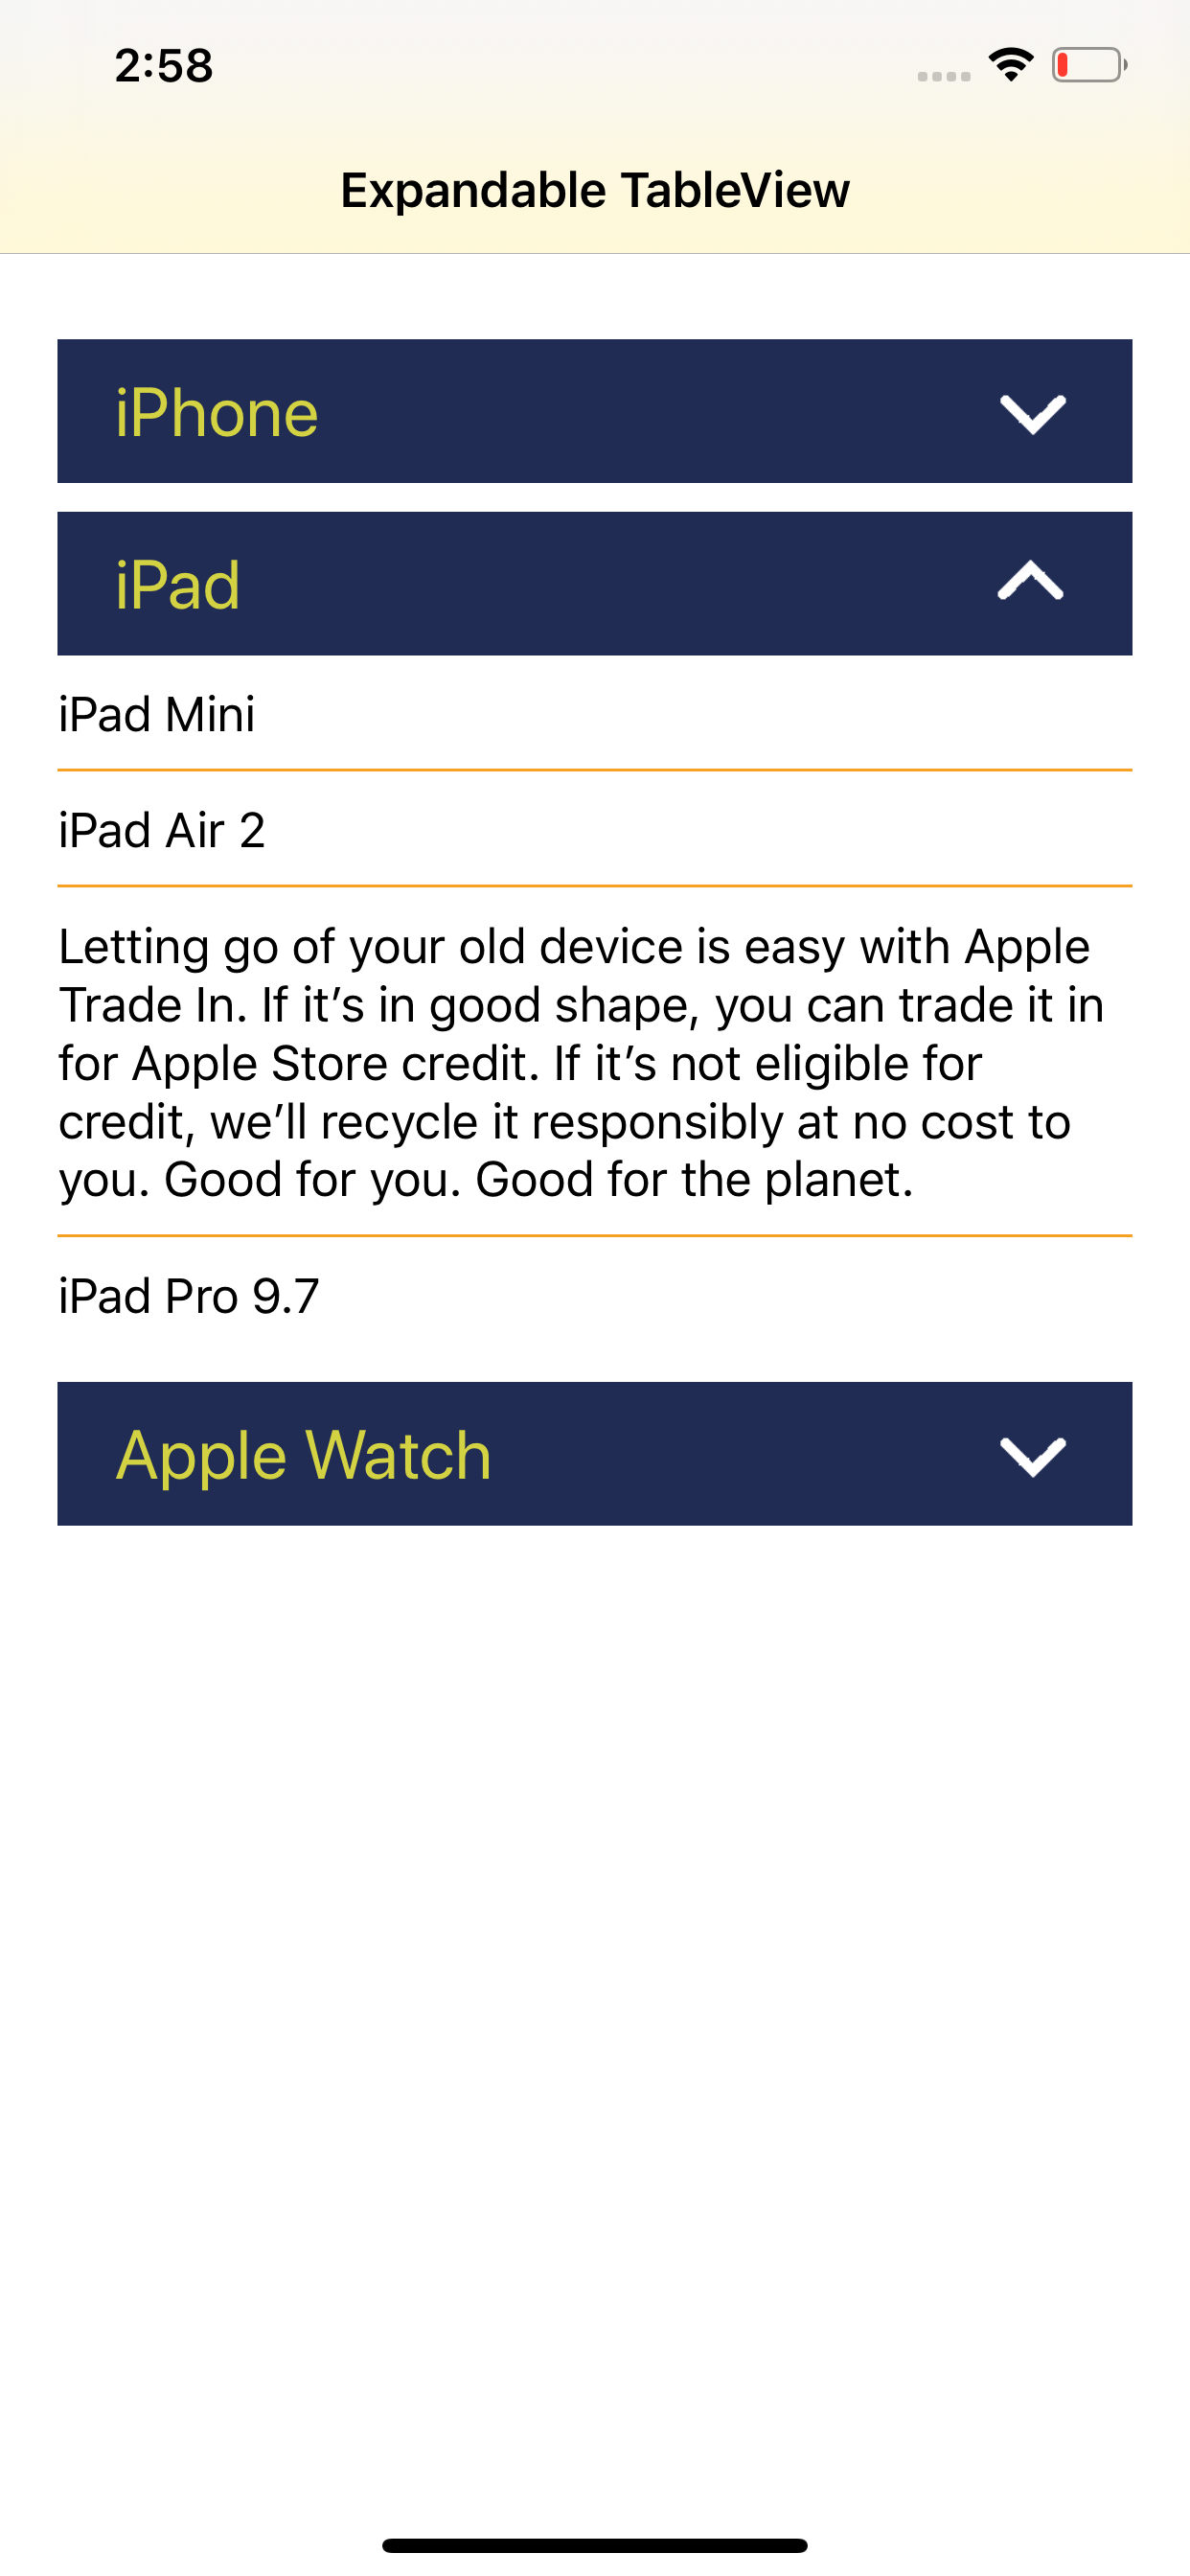 2:58
Expandable TableView
iPhone
iPad
iPad Mini
iPad Air 2
Letting go of your old device is easy with Apple
Trade In. If it’s in good shape, you can trade it in
for Apple Store credit. If it’s not eligible for
credit, we’ll recycle it responsibly at no cost to
you. Good for you. Good for the planet.
iPad Pro 9.7
Apple Watch